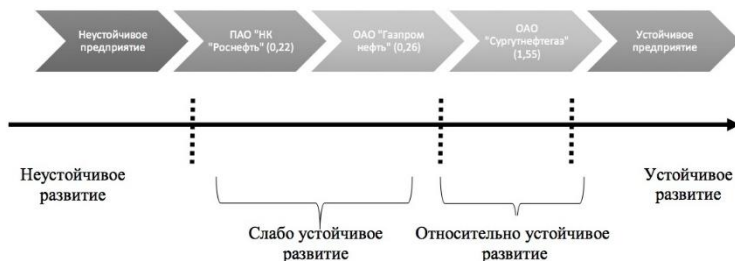 Неустойчивое
предприятие
ПАО "НК
"Роснефть" (0,22)
ОАО "Газпром
нефть" (0,26)
ОАО
"Сургутнефтегаз"
(1,55)
Устойчивое
предприятие
Неустойчивое
развитие
Слабо устойчивое
развитие
Относительно устойчивое
развитие
Устойчивое
развитие